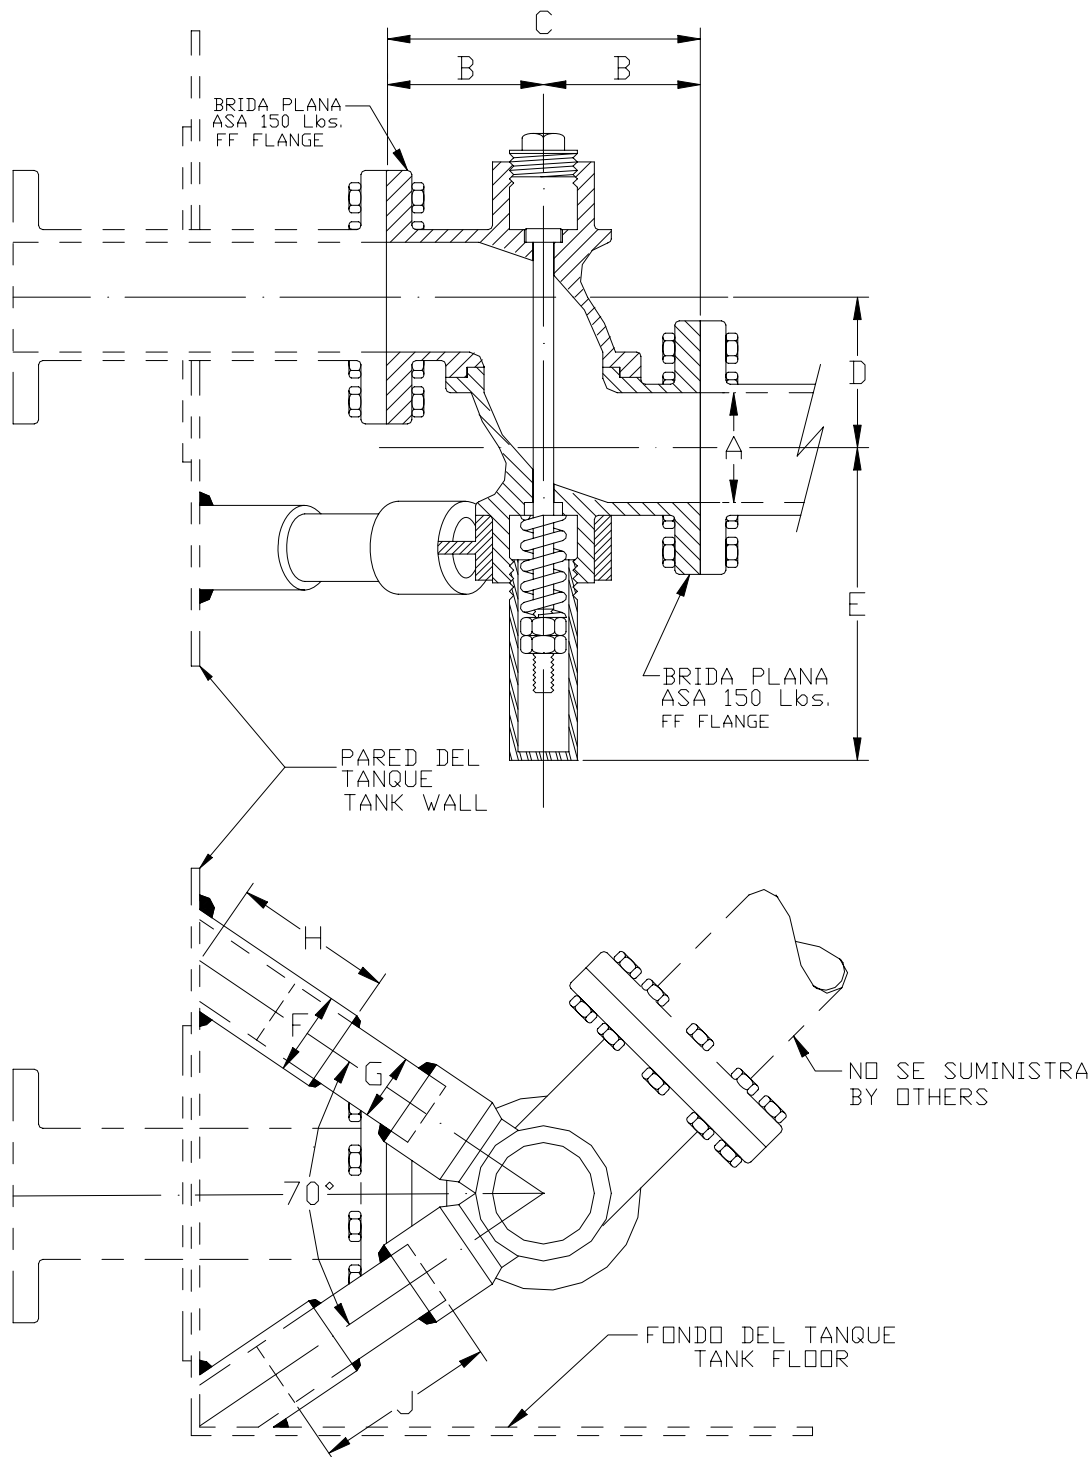 C
B
B
BRIDA PLANA
ASA 150 Lbs.
FF FLANGE
D
A
E
BRIDA PLANA
ASA 150 Lbs.
FF FLANGE
PARED DEL
TANQUE
TANK WALL
H
F
G
NO SE SUMINISTRA
BY OTHERS
70°
FONDO DEL TANQUE
TANK FLOOR
J